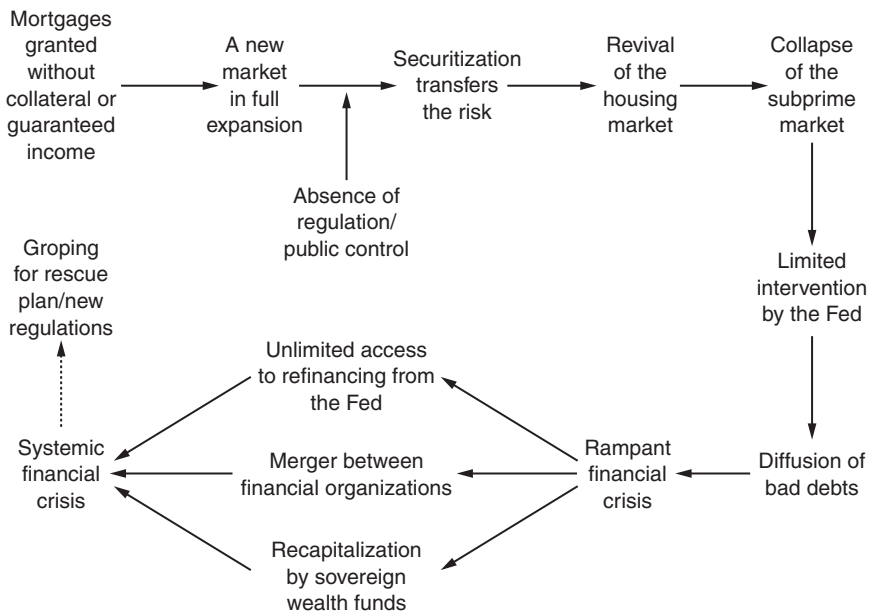 Mortgages
granted
without
collateral or
guaranteed
income
A new
market
in full
expansion
Securitization
transfers
the risk
Revival
of the
housing
market
Collapse
of the
subprime
market
Absence of
regulation/
public control
Groping
for rescue
plan/new
regulations
Limited
intervention
by the Fed
Unlimited access
to refinancing from
the Fed
Systemic
financial
crisis
Merger between
financial organizations
Rampant
financial
crisis
Diffusion of
bad debts
Recapitalization
by sovereign
wealth funds